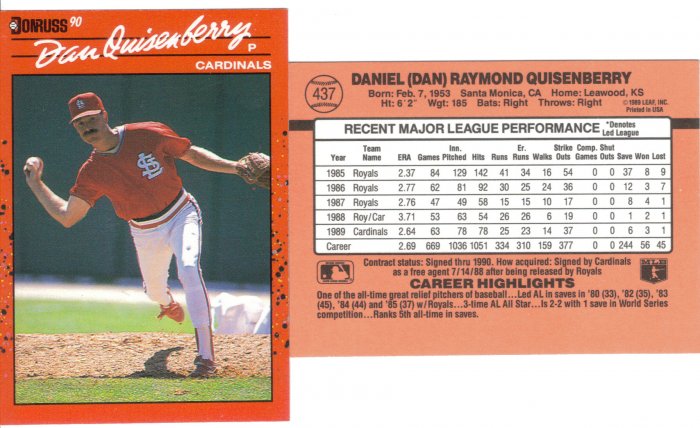 DONRUSS 90
Dan Quisenberry
P
CARDINALS
StL
437
DANIEL (DAN) RAYMOND QUISENBERRY
Born: Feb. 7, 1953 Santa Monica, CA Home: Leawood, KS
Ht: 6'2" Wgt: 185 Bats: Right Throws: Right
© 1989 LEAF, INC.
Printed in USA
RECENT MAJOR LEAGUE PERFORMANCE *Denotes Led League
Year Team Name ERA Games Inn. Pitched Hits Runs Er. Runs Walks Strike Outs Comp. Games Shut Outs Save Won Lost
1985 Royals 2.37 84 129 142 41 34 16 54 0 0 37 8 9
1986 Royals 2.77 62 81 92 30 25 24 36 0 0 12 3 7
1987 Royals 2.76 47 49 58 15 15 10 17 0 0 8 4 1
1988 Roy/Car 3.71 53 63 54 26 26 6 19 0 0 1 2 1
1989 Cardinals 2.64 63 78 78 25 23 14 37 0 0 6 3 1
Career 2.69 669 1036 1051 334 310 159 377 0 0 244 56 45
Contract status: Signed thru 1990. How acquired: Signed by Cardinals
as a free agent 7/14/88 after being released by Royals
CAREER HIGHLIGHTS
MLB
One of the all-time great relief pitchers of baseball...Led AL in saves in '80 (33), '82 (35), '83
(45), '84 (44) and '85 (37) w/Royals...3-time AL All Star...Is 2-2 with 1 save in World Series
competition...Ranks 5th all-time in saves.